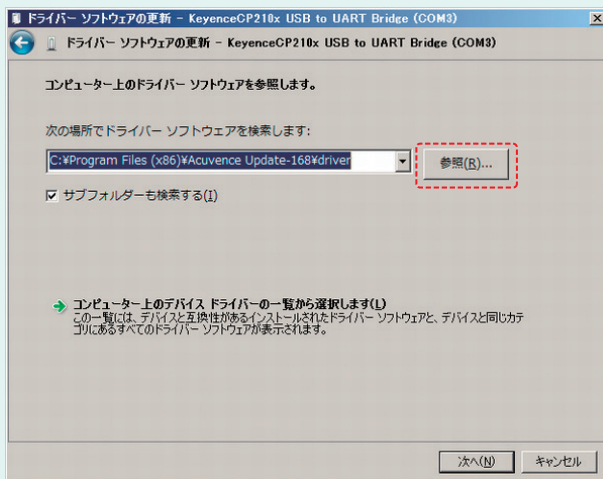 ドライバー ソフトウェアの更新 - KeyenceCP210x USB to UART Bridge (COM3)
ドライバー ソフトウェアの更新 - KeyenceCP210x USB to UART Bridge (COM3)
コンピューター上のドライバー ソフトウェアを参照します。
次の場所でドライバー ソフトウェアを検索します:
C:¥Program Files (x86)¥Acuvence Update-168¥driver
参照(R)...
サブフォルダーも検索する(I)
コンピューター上のデバイス ドライバーの一覧から選択します(L)
この一覧には、デバイスと互換性があるインストールされたドライバー ソフトウェアと、デバイスと同じカテ
ゴリにあるすべてのドライバー ソフトウェアが表示されます。
次へ(N) キャンセル